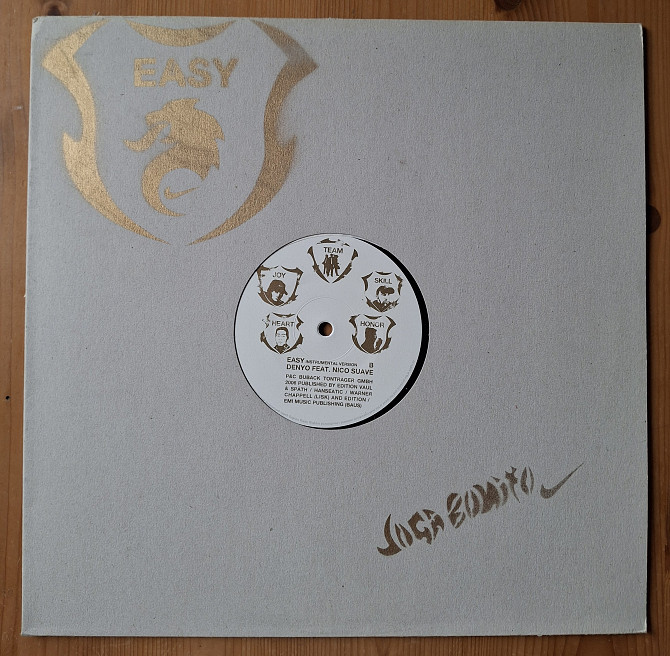 EASY
TEAM
JOY
SKILL
HEART
HONOR
EASY INSTRUMENTAL VERSION B
DENYO FEAT. NICO SUAVE
P&C BUBACK TONTRÄGER GMBH
2006 PUBLISHED BY EDITION VAUL
& SPATH / HANSEATIC / WARNER
CHAPPELL (LISK) AND EDITION /
EMI MUSIC PUBLISHING (BAUS)
JOGA BONITO